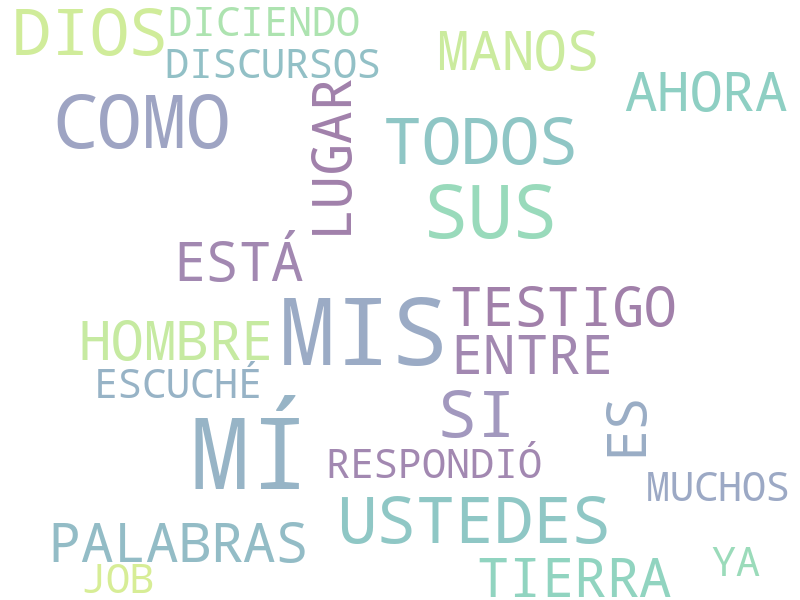 DIOS
DICIENDO
DISCURSOS
MANOS
AHORA
COMO
LUGAR
TODOS
SUS
ESTÁ
MIS
TESTIGO
HOMBRE
ENTRE
ESCUCHÉ
MÍ
SI
ES
RESPONDIÓ
MUCHOS
USTEDES
PALABRAS
JOB
TIERRA
YA